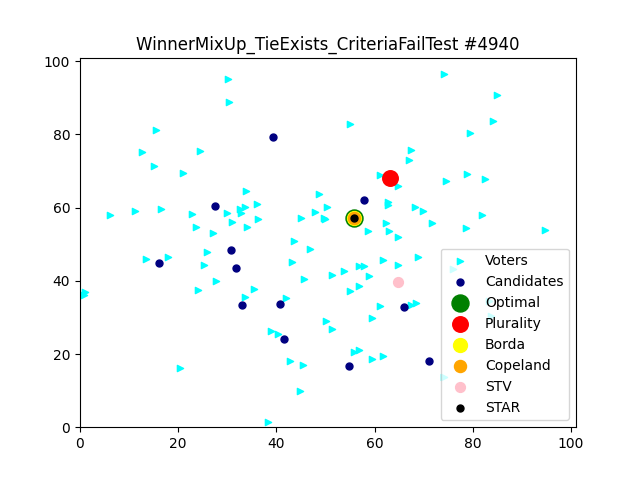 WinnerMixUp_TieExists_CriteriaFailTest #4940
100
80
60
40
20
0
0 20 40 60 80 100
Voters
Candidates
Optimal
Plurality
Borda
Copeland
STV
STAR